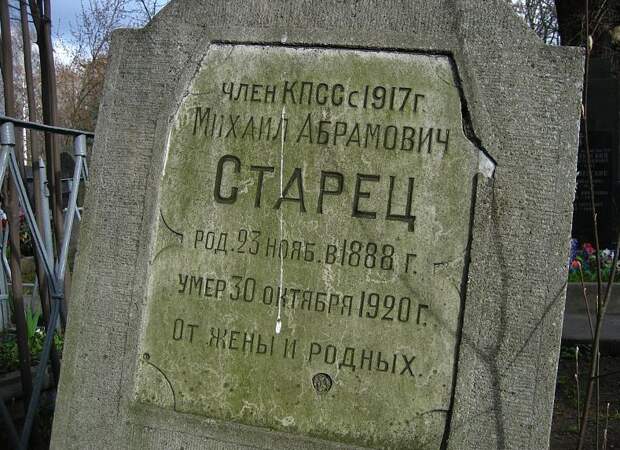 ЧЛЕН КПСС с 1917 г.
МИХАИЛ АБРАМОВИЧ
СТАРЕЦ
РОД. 23 НОЯБ. В 1888 г.
УМЕР 30 ОКТЯБРЯ 1920 г.
ОТ ЖЕНЫ И РОДНЫХ.